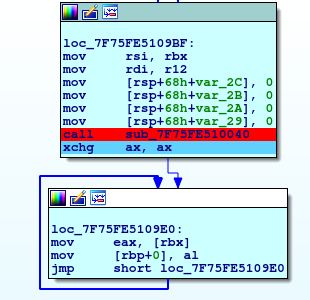 loc_7F75FE5109BF:
mov rsi, rbx
mov rdi, r12
mov [rsp+68h+var_2C], 0
mov [rsp+68h+var_2B], 0
mov [rsp+68h+var_2A], 0
mov [rsp+68h+var_29], 0
call sub_7F75FE510040
xchg ax, ax
loc_7F75FE5109E0:
mov eax, [rbx]
mov [rbp+0], al
jmp short loc_7F75FE5109E0